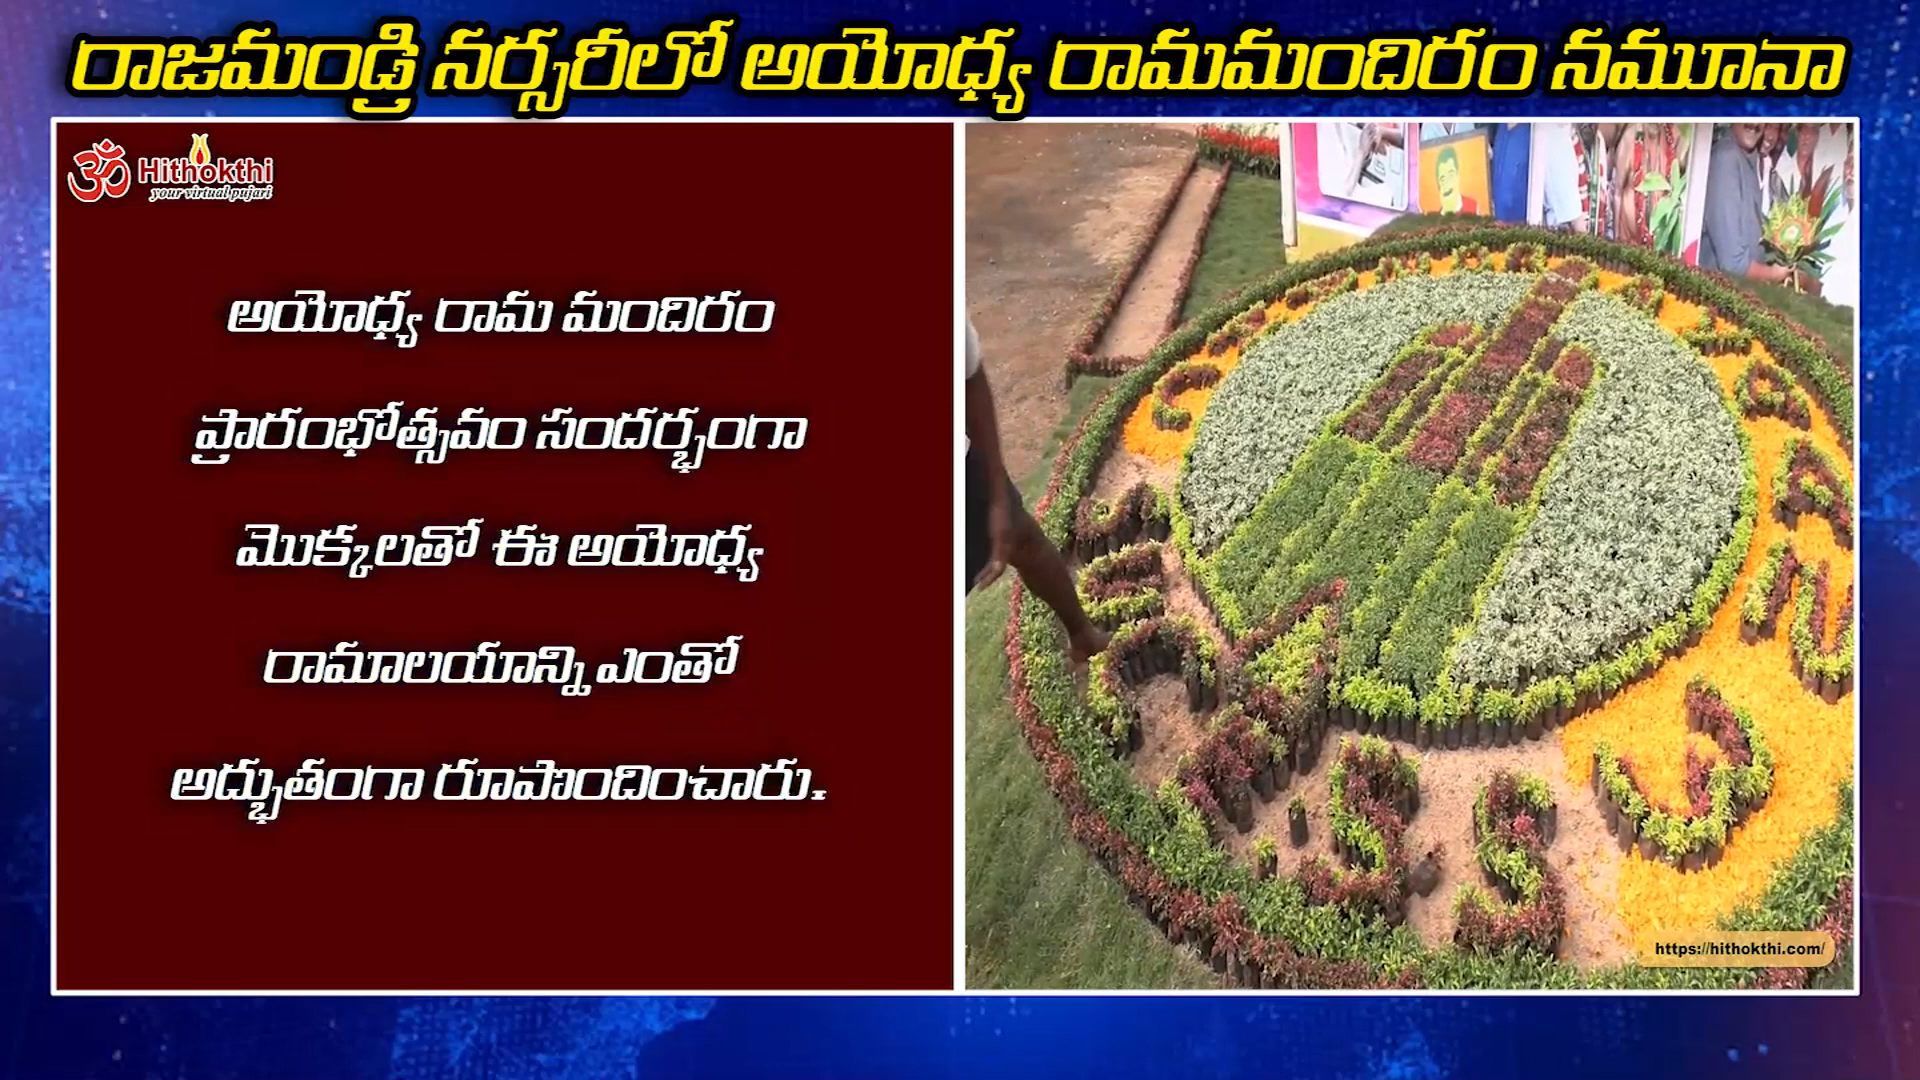 రాజమండ్రి నర్సరీలో అయోధ్య రామమందిరం నమూనా
ॐ Hithokthi
your virtual pujari
అయోధ్య రామ మందిరం
ప్రారంభోత్సవం సందర్భంగా
మొక్కలతో ఈ అయోధ్య
రామాలయాన్ని ఎంతో
అద్భుతంగా రూపొందించారు.
https://hithokthi.com/